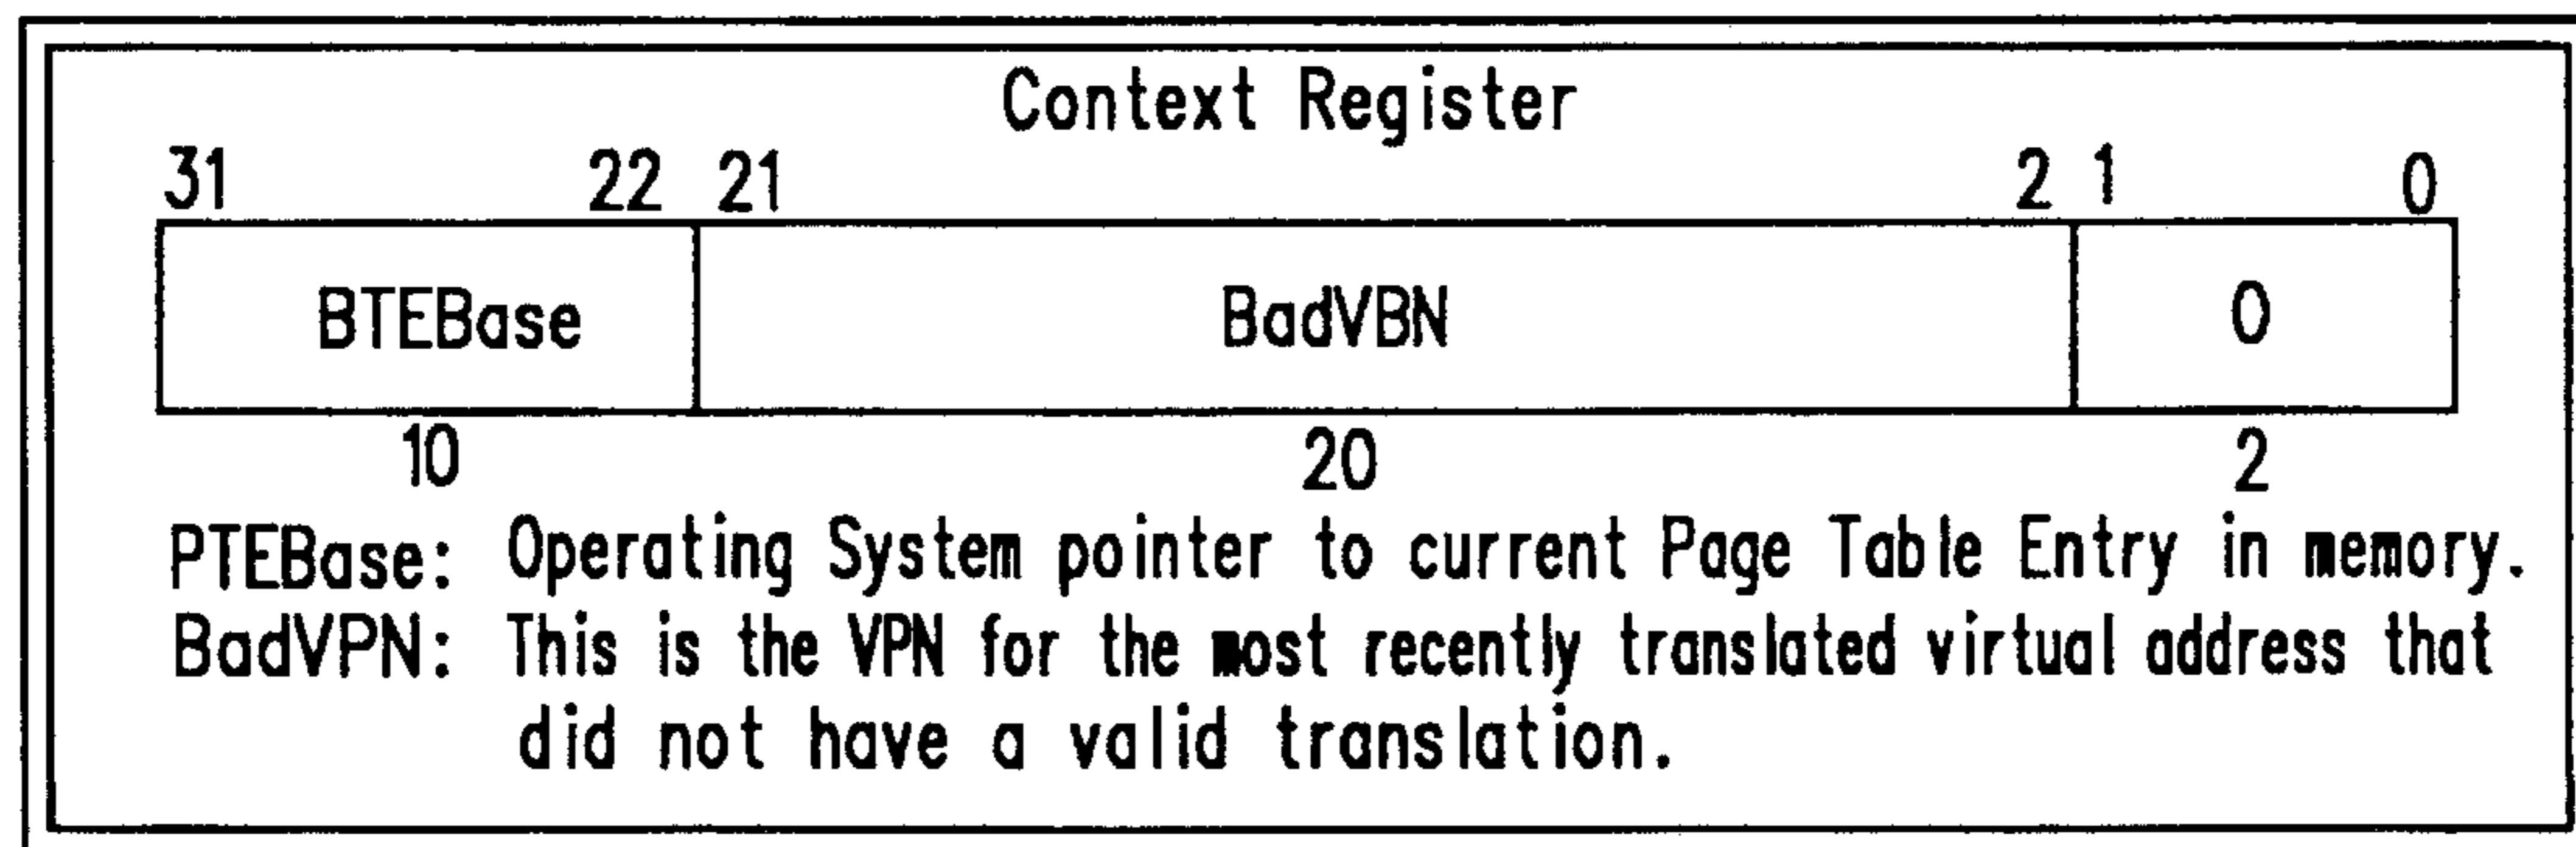 Context Register
31 22 21 2 1 0
BTEBase BadVBN 0
10 20 2
PTEBase: Operating System pointer to current Page Table Entry in memory.
BadVPN: This is the VPN for the most recently translated virtual address that
did not have a valid translation.